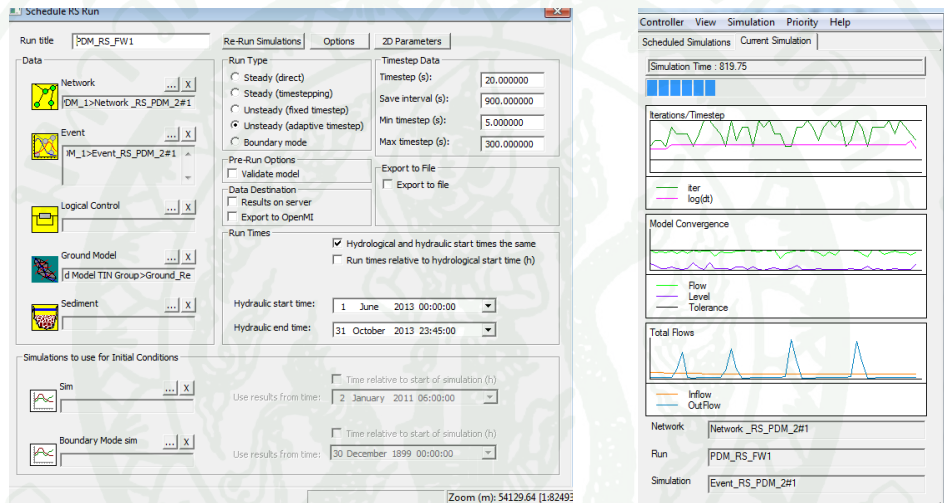 Schedule RS Run
Run title
PDM_RS_FW1
Re-Run Simulations
Options
2D Parameters
Data
Network
... X
PDM_1>Network _RS_PDM_2#1
Event
... X
)M_1>Event_RS_PDM_2#1
Logical Control
... X
Ground Model
... X
d Model TIN Group>Ground_Re
Sediment
... X
Run Type
Steady (direct)
Steady (timestepping)
Unsteady (fixed timestep)
Unsteady (adaptive timestep)
Boundary mode
Timestep Data
Timestep (s): 20.000000
Save interval (s): 900.000000
Min timestep (s): 5.000000
Max timestep (s): 300.000000
Pre-Run Options
Validate model
Data Destination
Results on server
Export to OpenMI
Export to File
Export to file
Run Times
Hydrological and hydraulic start times the same
Run times relative to hydrological start time (h)
Hydraulic start time: 1 June 2013 00:00:00
Hydraulic end time: 31 October 2013 23:45:00
Simulations to use for Initial Conditions
Sim
... X
Time relative to start of simulation (h)
Use results from time: 2 January 2011 06:00:00
Boundary Mode sim
... X
Time relative to start of simulation (h)
Use results from time: 30 December 1899 00:00:00
Zoom (m): 54129.64 [1:82493
Controller View Simulation Priority Help
Scheduled Simulations Current Simulation
Simulation Time : 819.75
Iterations/Timestep
iter
log(dt)
Model Convergence
Flow
Level
Tolerance
Total Flows
Inflow
OutFlow
Network Network _RS_PDM_2#1
Run PDM_RS_FW1
Simulation Event_RS_PDM_2#1